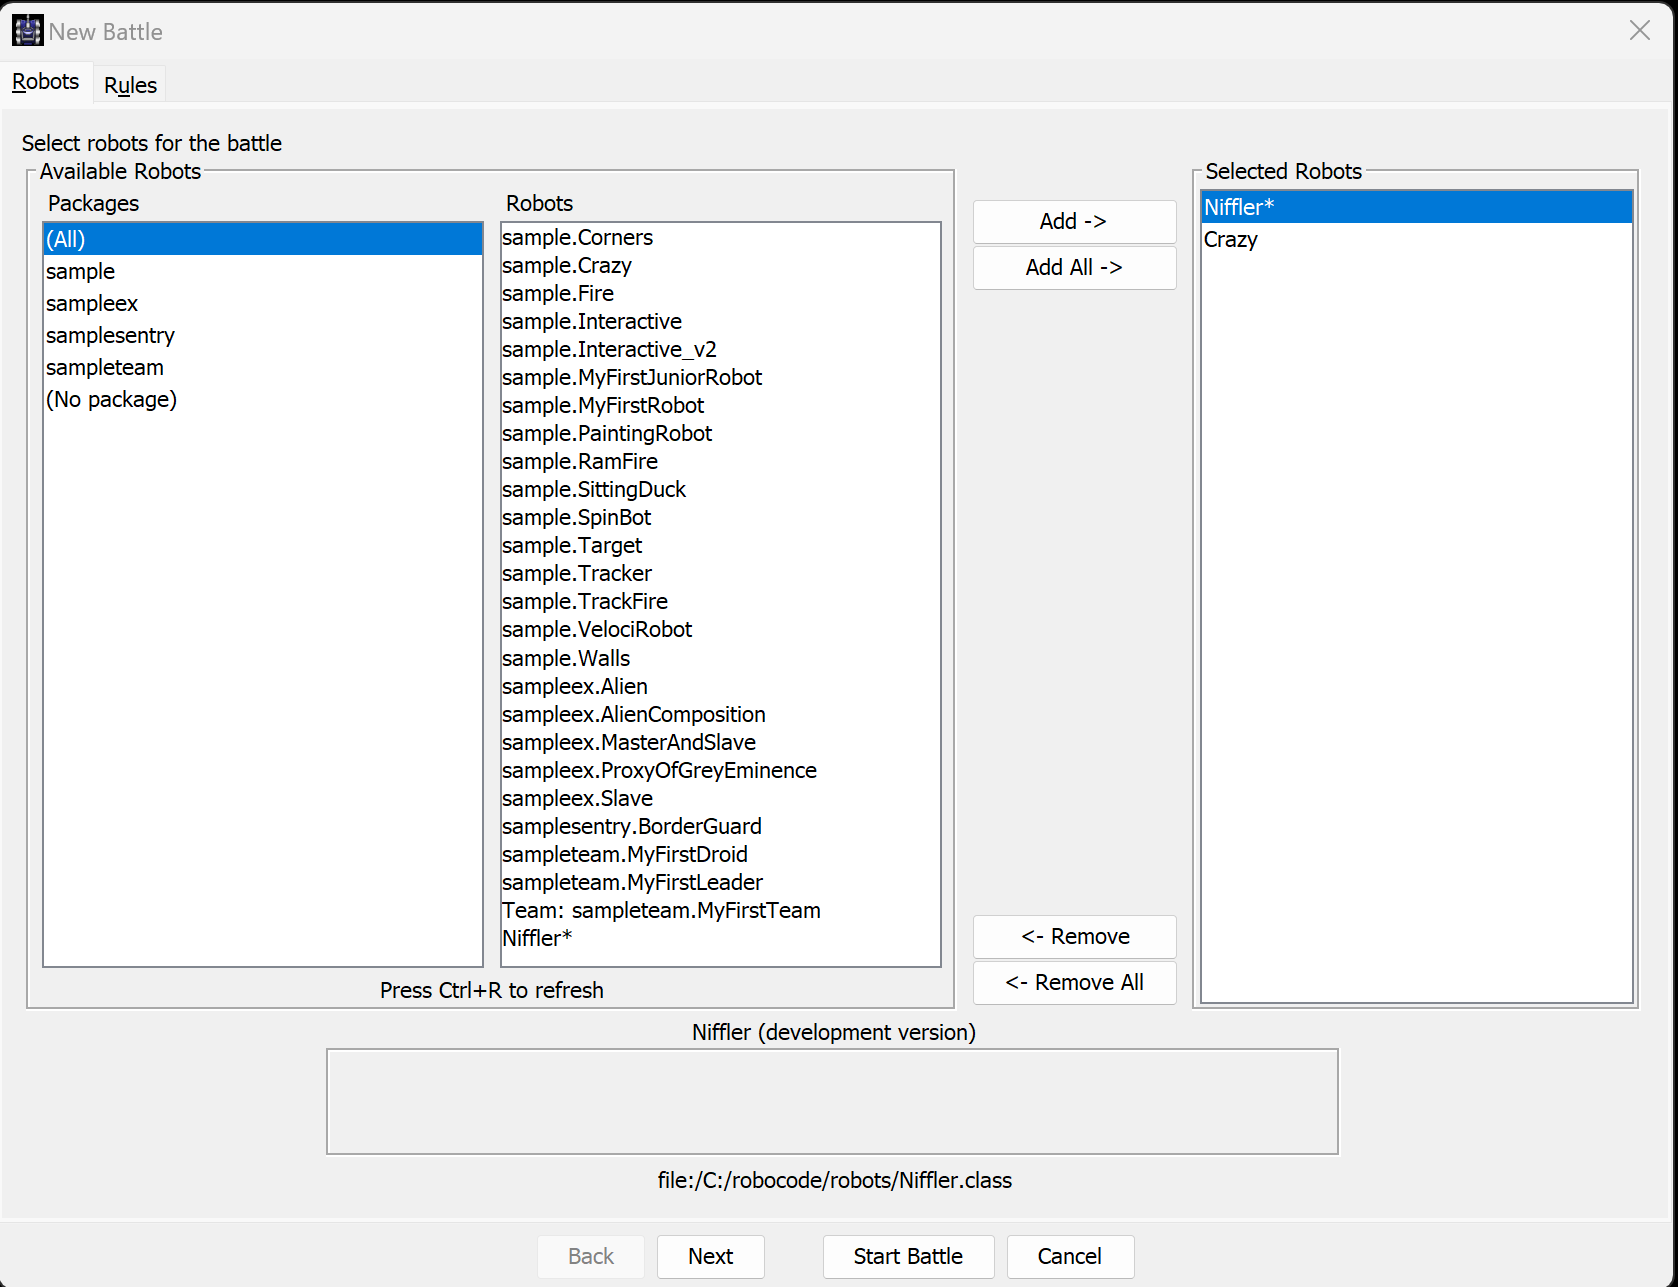 New Battle
Robots
Rules
Select robots for the battle
Available Robots
Packages
(All)
sample
sampleex
samplesentry
sampleteam
(No package)
Robots
sample.Corners
sample.Crazy
sample.Fire
sample.Interactive
sample.Interactive_v2
sample.MyFirstJuniorRobot
sample.MyFirstRobot
sample.PaintingRobot
sample.RamFire
sample.SittingDuck
sample.SpinBot
sample.Target
sample.Tracker
sample.TrackFire
sample.VelociRobot
sample.Walls
sampleex.Alien
sampleex.AlienComposition
sampleex.MasterAndSlave
sampleex.ProxyOfGreyEminence
sampleex.Slave
samplesentry.BorderGuard
sampleteam.MyFirstDroid
sampleteam.MyFirstLeader
Team: sampleteam.MyFirstTeam
Niffler*
Press Ctrl+R to refresh
Add ->
Add All ->
<- Remove
<- Remove All
Selected Robots
Niffler*
Crazy
Niffler (development version)
file:/C:/robocode/robots/Niffler.class
Back
Next
Start Battle
Cancel